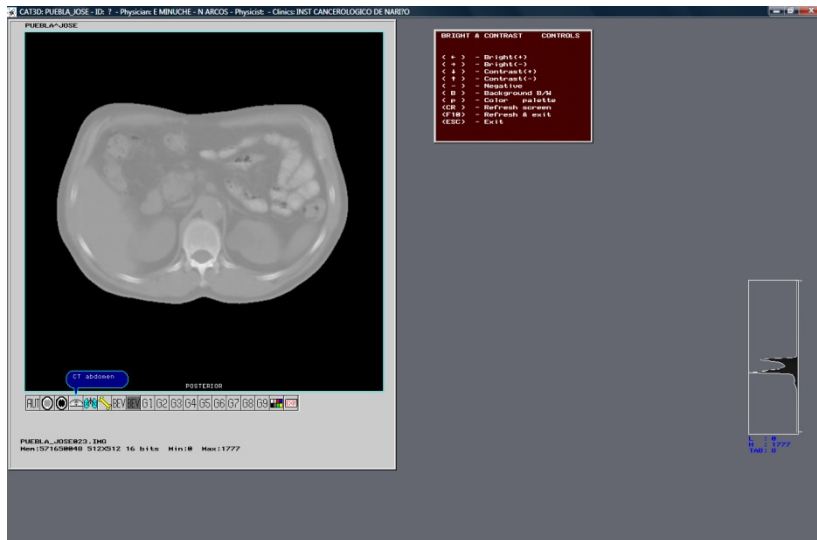 CAT3D: PUEBLA_JOSE - ID: ? - Physician: E MINUCHE - N ARCOS - Physicist: - Clinics: INST CANCEROLOGICO DE NARI?O
PUEBLA^JOSE
BRIGHT & CONTRAST CONTROLS
( ← ) - Bright(+)
( → ) - Bright(-)
( ↓ ) - Contrast(+)
( ↑ ) - Contrast(-)
( - ) - Negative
( B ) - Background B/W
( p ) - Color palette
(CR ) - Refresh screen
(F10) - Refresh & exit
(ESC) - Exit
CT abdomen
POSTERIOR
AUT BEV BEV G1 G2 G3 G4 G5 G6 G7 G8 G9
PUEBLA_JOSE023.IMG
Mem:571650048 512X512 16 bits Min:0 Max:1777
L : 0
H : 1777
TAB: 0